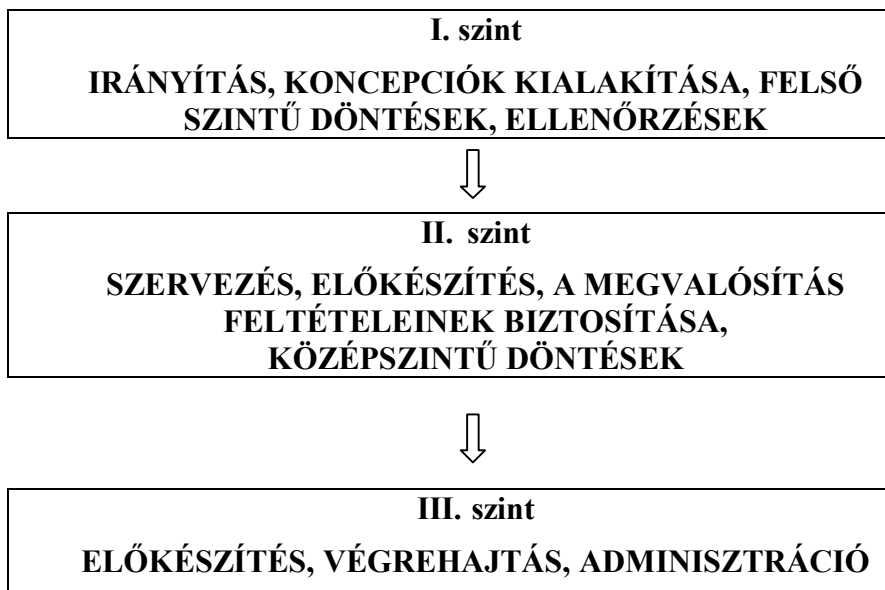 I. szint
IRÁNYÍTÁS, KONCEPCIÓK KIALAKÍTÁSA, FELSŐ
SZINTŰ DÖNTÉSEK, ELLENŐRZÉSEK
II. szint
SZERVEZÉS, ELŐKÉSZÍTÉS, A MEGVALÓSÍTÁS
FELTÉTELEINEK BIZTOSÍTÁSA,
KÖZÉPSZINTŰ DÖNTÉSEK
III. szint
ELŐKÉSZÍTÉS, VÉGREHAJTÁS, ADMINISZTRÁCIÓ